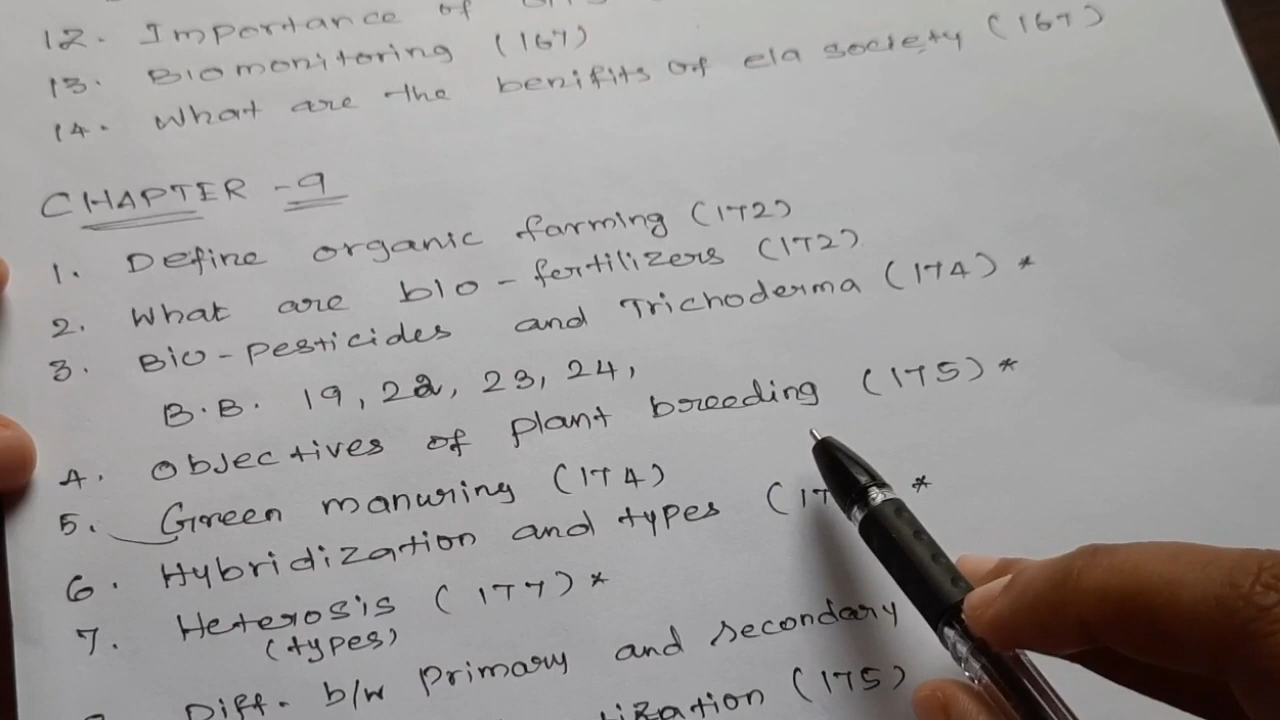 12. Importance of
13. Biomonitoring (167)
14. What are the benifits of ela society (167)
CHAPTER - 9
1. Define organic farming (172)
2. What are bio - fertilizers (172)
3. Bio - pesticides and Trichoderma (174) *
B.B. 19, 22, 23, 24,
4. Objectives of plant breeding (175) *
5. Green manuring (174)
6. Hybridization and types (17 *
7. Heterosis (177) *
(types)
Diff. b/w primary and secondary
(175)